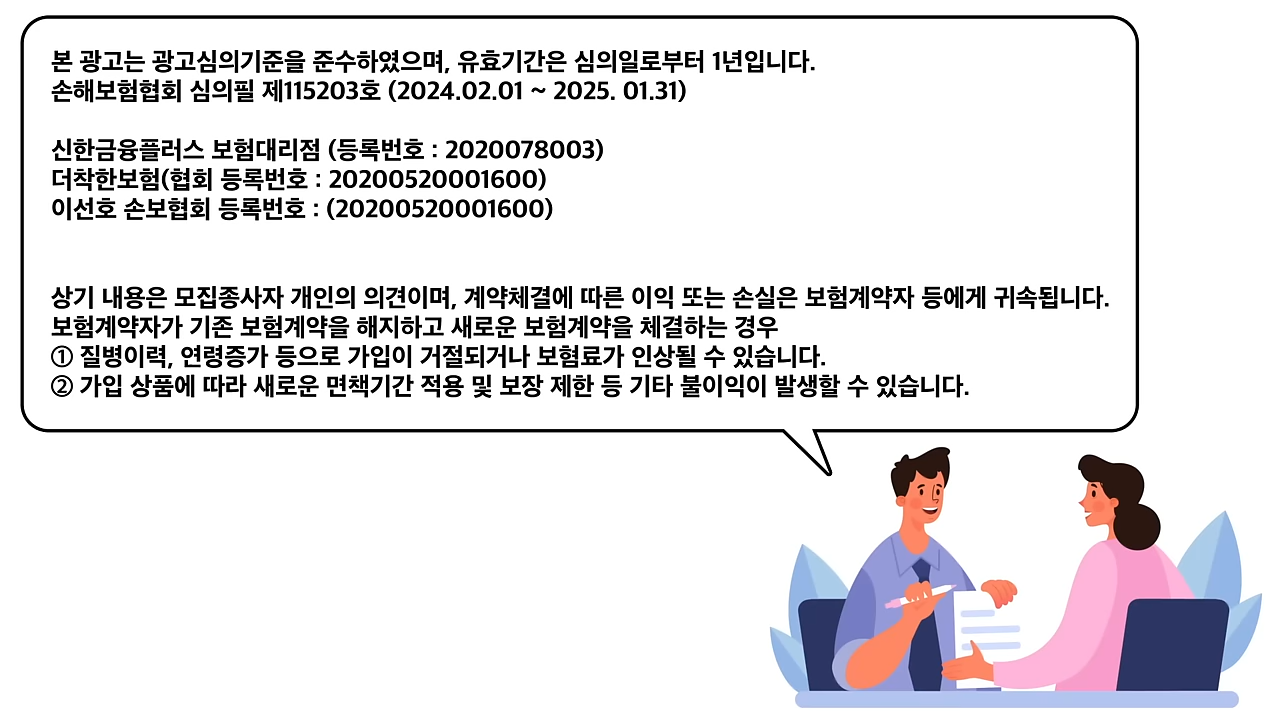 본 광고는 광고심의기준을 준수하였으며, 유효기간은 심의일로부터 1년입니다.
손해보험협회 심의필 제115203호 (2024.02.01 ~ 2025. 01.31)
신한금융플러스 보험대리점 (등록번호 : 2020078003)
더착한보험(협회 등록번호 : 20200520001600)
이선호 손보협회 등록번호 : (20200520001600)
상기 내용은 모집종사자 개인의 의견이며, 계약체결에 따른 이익 또는 손실은 보험계약자 등에게 귀속됩니다.
보험계약자가 기존 보험계약을 해지하고 새로운 보험계약을 체결하는 경우
① 질병이력, 연령증가 등으로 가입이 거절되거나 보험료가 인상될 수 있습니다.
② 가입 상품에 따라 새로운 면책기간 적용 및 보장 제한 등 기타 불이익이 발생할 수 있습니다.